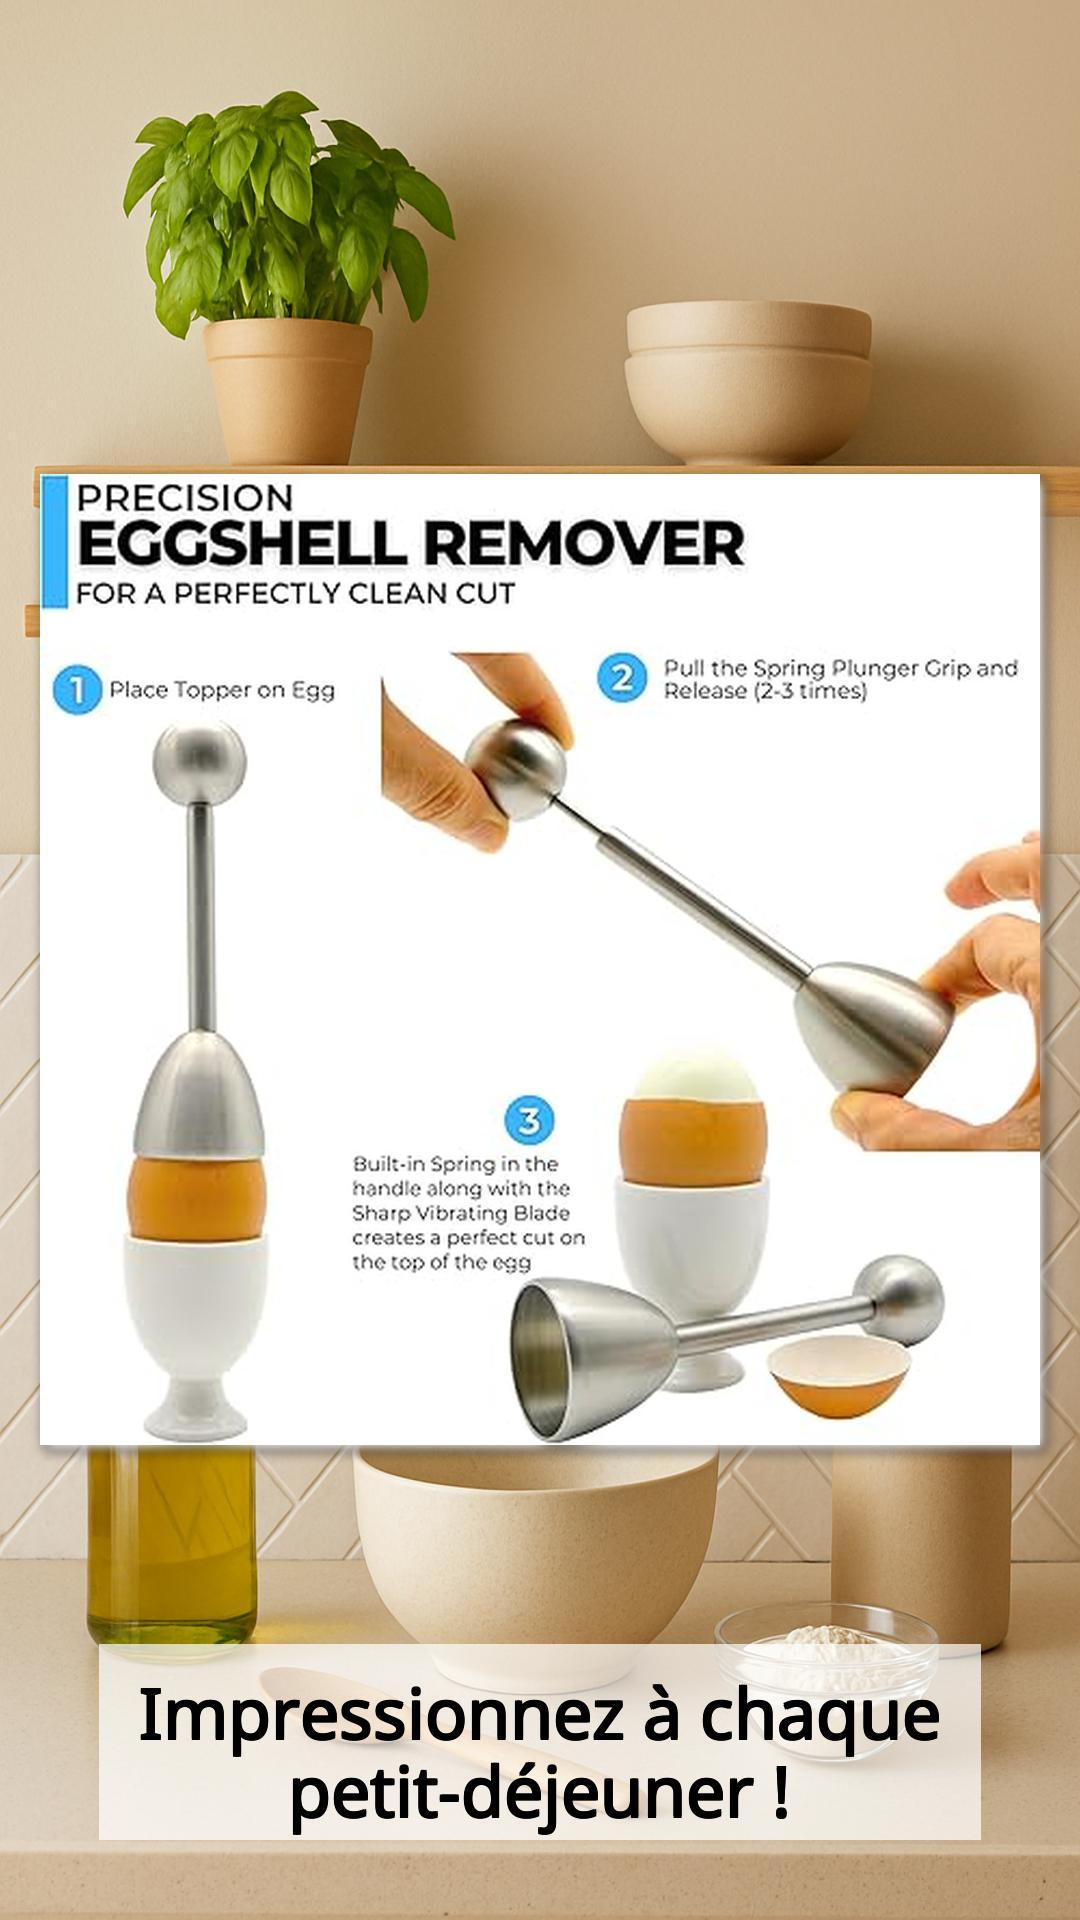 PRECISION
EGGSHELL REMOVER
FOR A PERFECTLY CLEAN CUT
1 Place Topper on Egg
2 Pull the Spring Plunger Grip and
Release (2-3 times)
3
Built-in Spring in the
handle along with the
Sharp Vibrating Blade
creates a perfect cut on
the top of the egg
Impressionnez à chaque
petit-déjeuner !